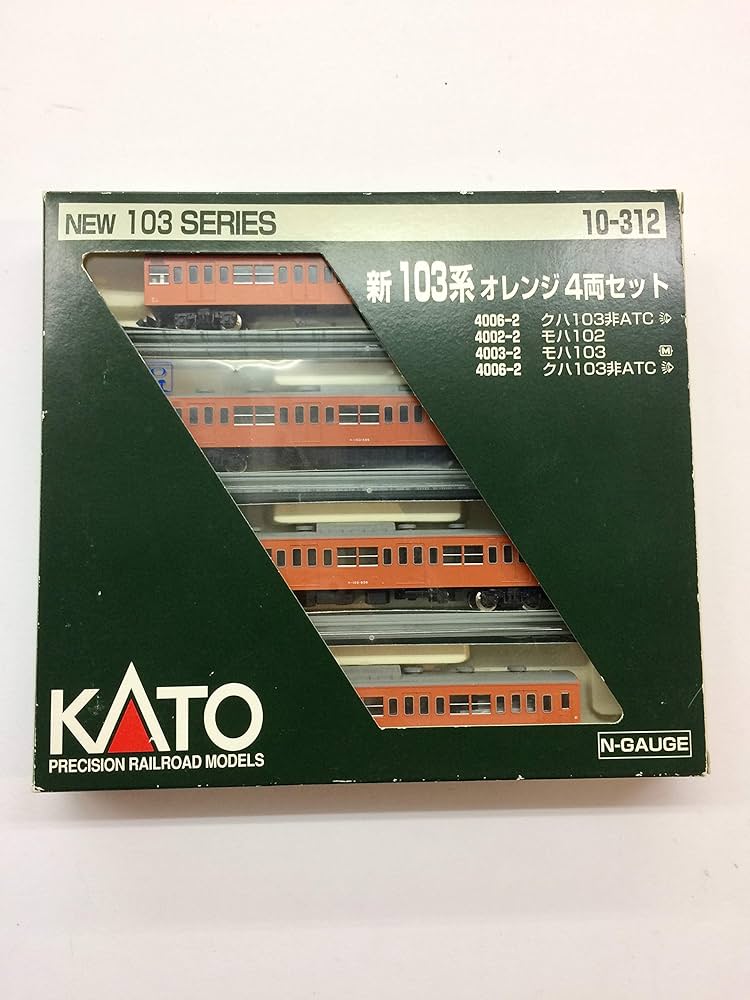 NEW 103 SERIES 10-312
新 103系 オレンジ 4両セット
4006-2 クハ103非ATC
4002-2 モハ102
4003-2 モハ103 M
4006-2 クハ103非ATC
KATO
PRECISION RAILROAD MODELS
N-GAUGE